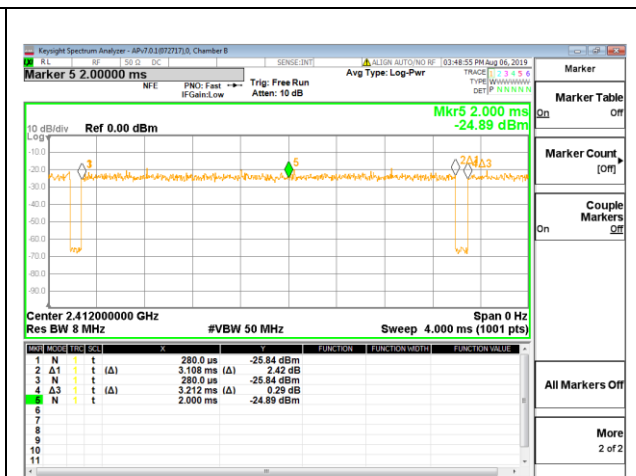 Keysight Spectrum Analyzer - APv7.0.1(072717),0, Chamber B
RL RF 50 Ω DC SENSE:INT ALIGN AUTO/NO RF 03:48:55 PM Aug 06, 2019
Marker 5 2.00000 ms
NFE PNO: Fast IFGain:Low Trig: Free Run Atten: 10 dB
Avg Type: Log-Pwr
TRACE 1 2 3 4 5 6
TYPE WWWWWW
DET P NNNNN
Marker
Marker Table
On Off
Mkr5 2.000 ms
-24.89 dBm
10 dB/div Ref 0.00 dBm
Log
-10.0
-20.0
-30.0
-40.0
-50.0
-60.0
-70.0
-80.0
-90.0
3
5
2Δ1
Δ3
Marker Count
[Off]
Couple
Markers
On Off
Center 2.412000000 GHz Span 0 Hz
Res BW 8 MHz #VBW 50 MHz Sweep 4.000 ms (1001 pts)
MKR MODE TRC SCL X Y FUNCTION FUNCTION WIDTH FUNCTION VALUE
1 N 1 t 280.0 µs -25.84 dBm
2 Δ1 1 t (Δ) 3.108 ms (Δ) 2.42 dB
3 N 1 t 280.0 µs -25.84 dBm
4 Δ3 1 t (Δ) 3.212 ms (Δ) 0.29 dB
5 N 1 t 2.000 ms -24.89 dBm
6
7
8
9
10
11
All Markers Off
More
2 of 2